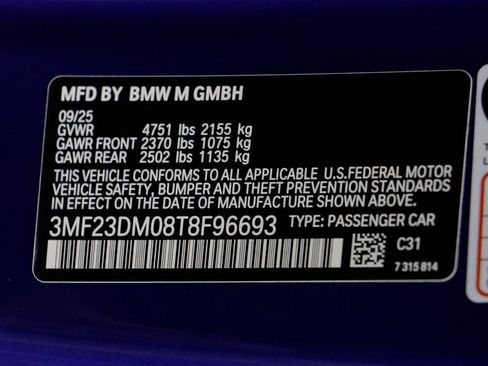 MFD BY BMW M GMBH
09/25
GVWR 4751 lbs 2155 kg
GAWR FRONT 2370 lbs 1075 kg
GAWR REAR 2502 lbs 1135 kg
THIS VEHICLE CONFORMS TO ALL APPLICABLE U.S.FEDERAL MOTOR
VEHICLE SAFETY, BUMPER AND THEFT PREVENTION STANDARDS
IN EFFECT ON THE DATE OF MANUFACTURE SHOWN ABOVE.
3MF23DM08T8F96693 TYPE: PASSENGER CAR
C31
7 315 814